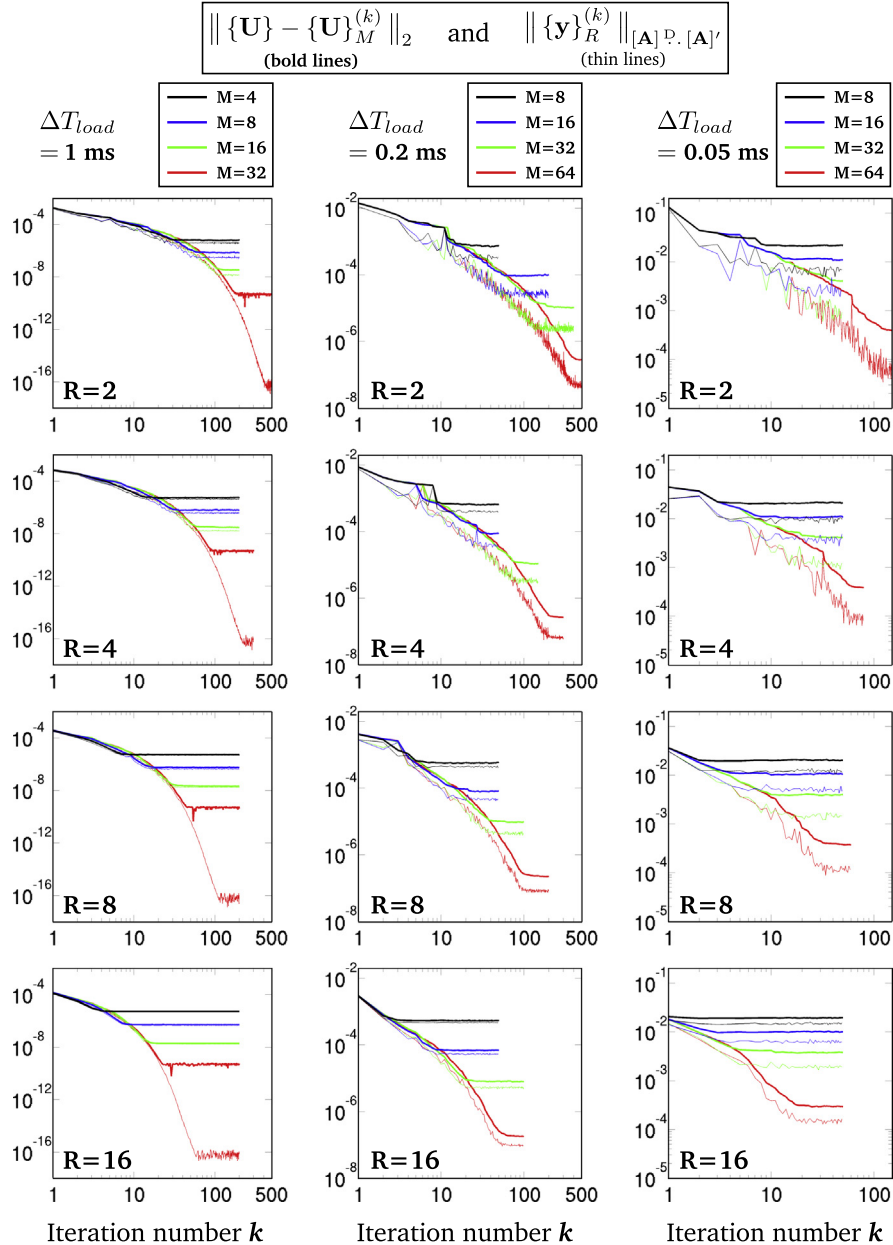 ‖ {U} − {U}_M^(k) ‖_2 and ‖ {y}_R^(k) ‖_[A] D⋱ [A]′
(bold lines) (thin lines)
ΔT_load = 1 ms
M=4
M=8
M=16
M=32
ΔT_load = 0.2 ms
M=8
M=16
M=32
M=64
ΔT_load = 0.05 ms
M=8
M=16
M=32
M=64
10^-4
10^-8
10^-12
10^-16
R=2
1 10 100 500
10^-2
10^-4
10^-6
10^-8
R=2
1 10 100 500
10^-1
10^-2
10^-3
10^-4
10^-5
R=2
1 10 100
10^-4
10^-8
10^-12
10^-16
R=4
1 10 100 500
10^-2
10^-4
10^-6
10^-8
R=4
1 10 100 500
10^-1
10^-2
10^-3
10^-4
10^-5
R=4
1 10 100
10^-4
10^-8
10^-12
10^-16
R=8
1 10 100 500
10^-2
10^-4
10^-6
10^-8
R=8
1 10 100 500
10^-1
10^-2
10^-3
10^-4
10^-5
R=8
1 10 100
10^-4
10^-8
10^-12
10^-16
R=16
1 10 100 500
10^-2
10^-4
10^-6
10^-8
R=16
1 10 100 500
10^-1
10^-2
10^-3
10^-4
10^-5
R=16
1 10 100
Iteration number k Iteration number k Iteration number k